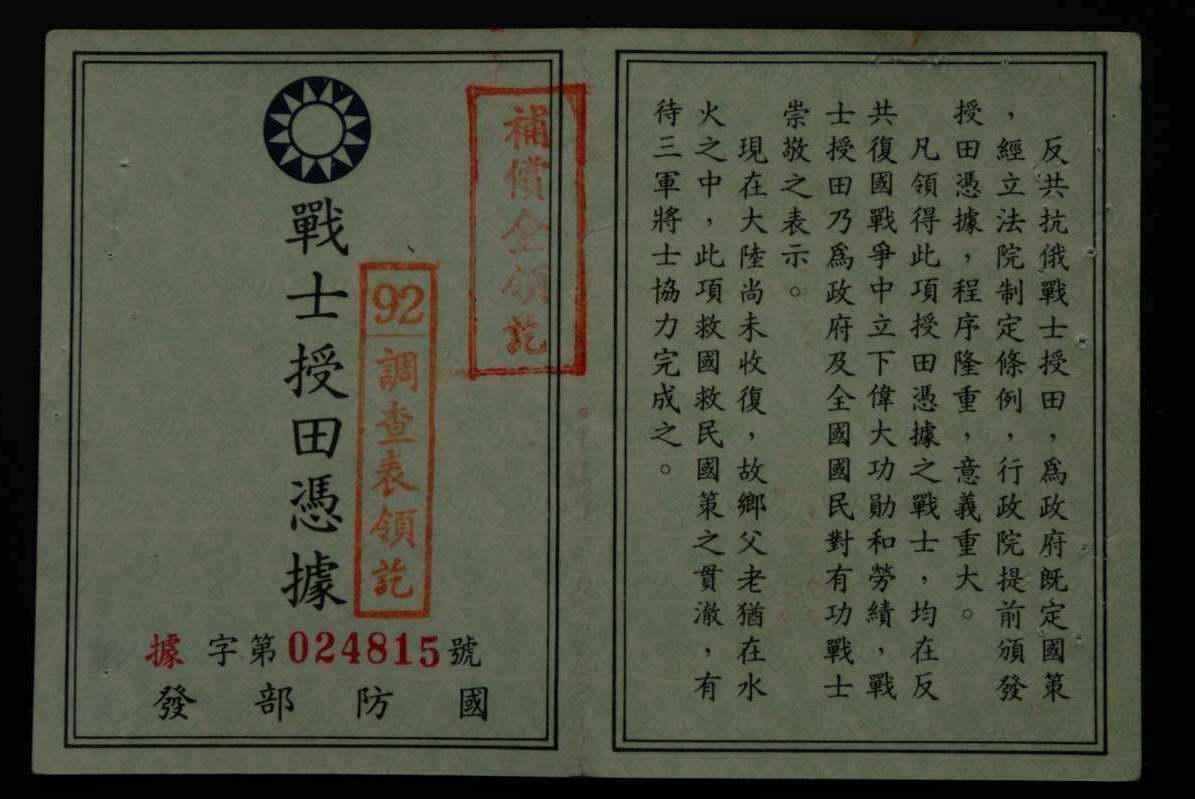 反共抗俄戰士授田，為政府既定國策
，經立法院制定條例，行政院提前頒發
授田憑據，程序隆重，意義重大。
凡領得此項授田憑據之戰士，均在反
共復國戰爭中立下偉大功勛和勞績，戰
士授田乃為政府及全國國民對有功戰士
崇敬之表示。
現在大陸尚未收復，故鄉父老猶在水
火之中，此項救國救民國策之貫澈，有
待三軍將士協力完成之。
補償金領訖
92
調查表領訖
戰士授田憑據
據 字第024815號
發部防國